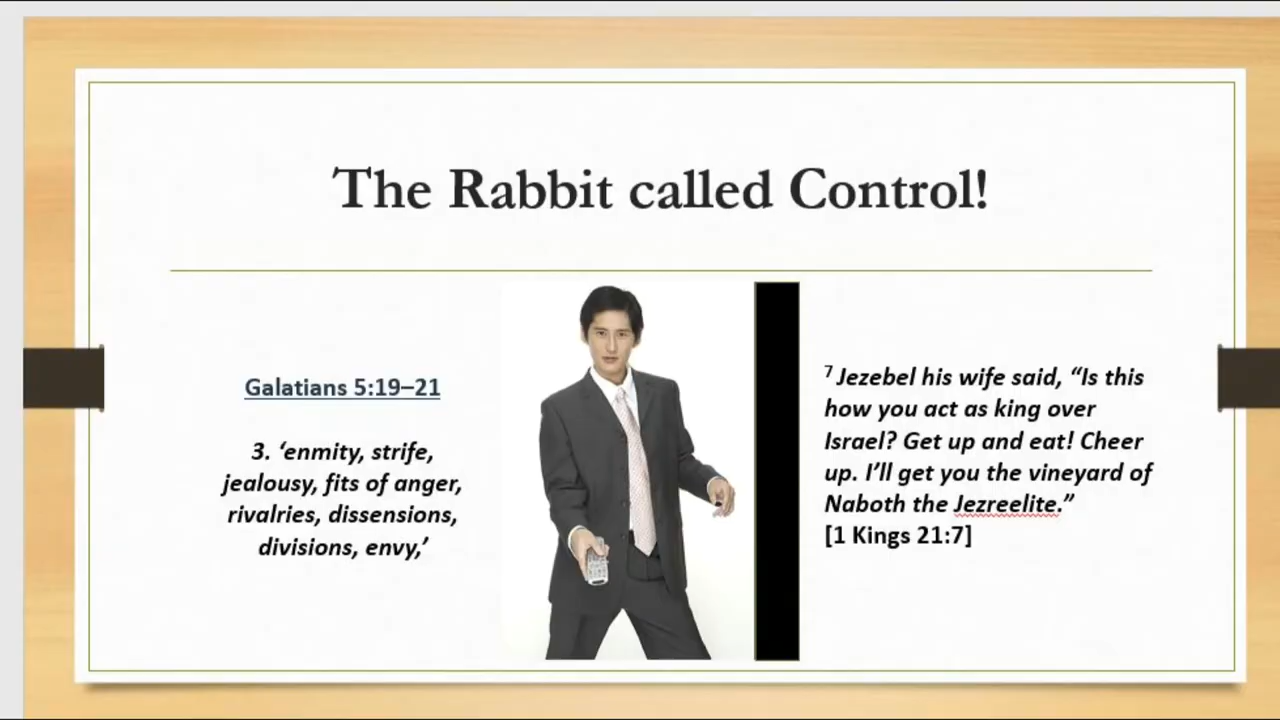 The Rabbit called Control!
Galatians 5:19–21
3. ‘enmity, strife,
jealousy, fits of anger,
rivalries, dissensions,
divisions, envy,’
7 Jezebel his wife said, “Is this
how you act as king over
Israel? Get up and eat! Cheer
up. I’ll get you the vineyard of
Naboth the Jezreelite.”
[1 Kings 21:7]